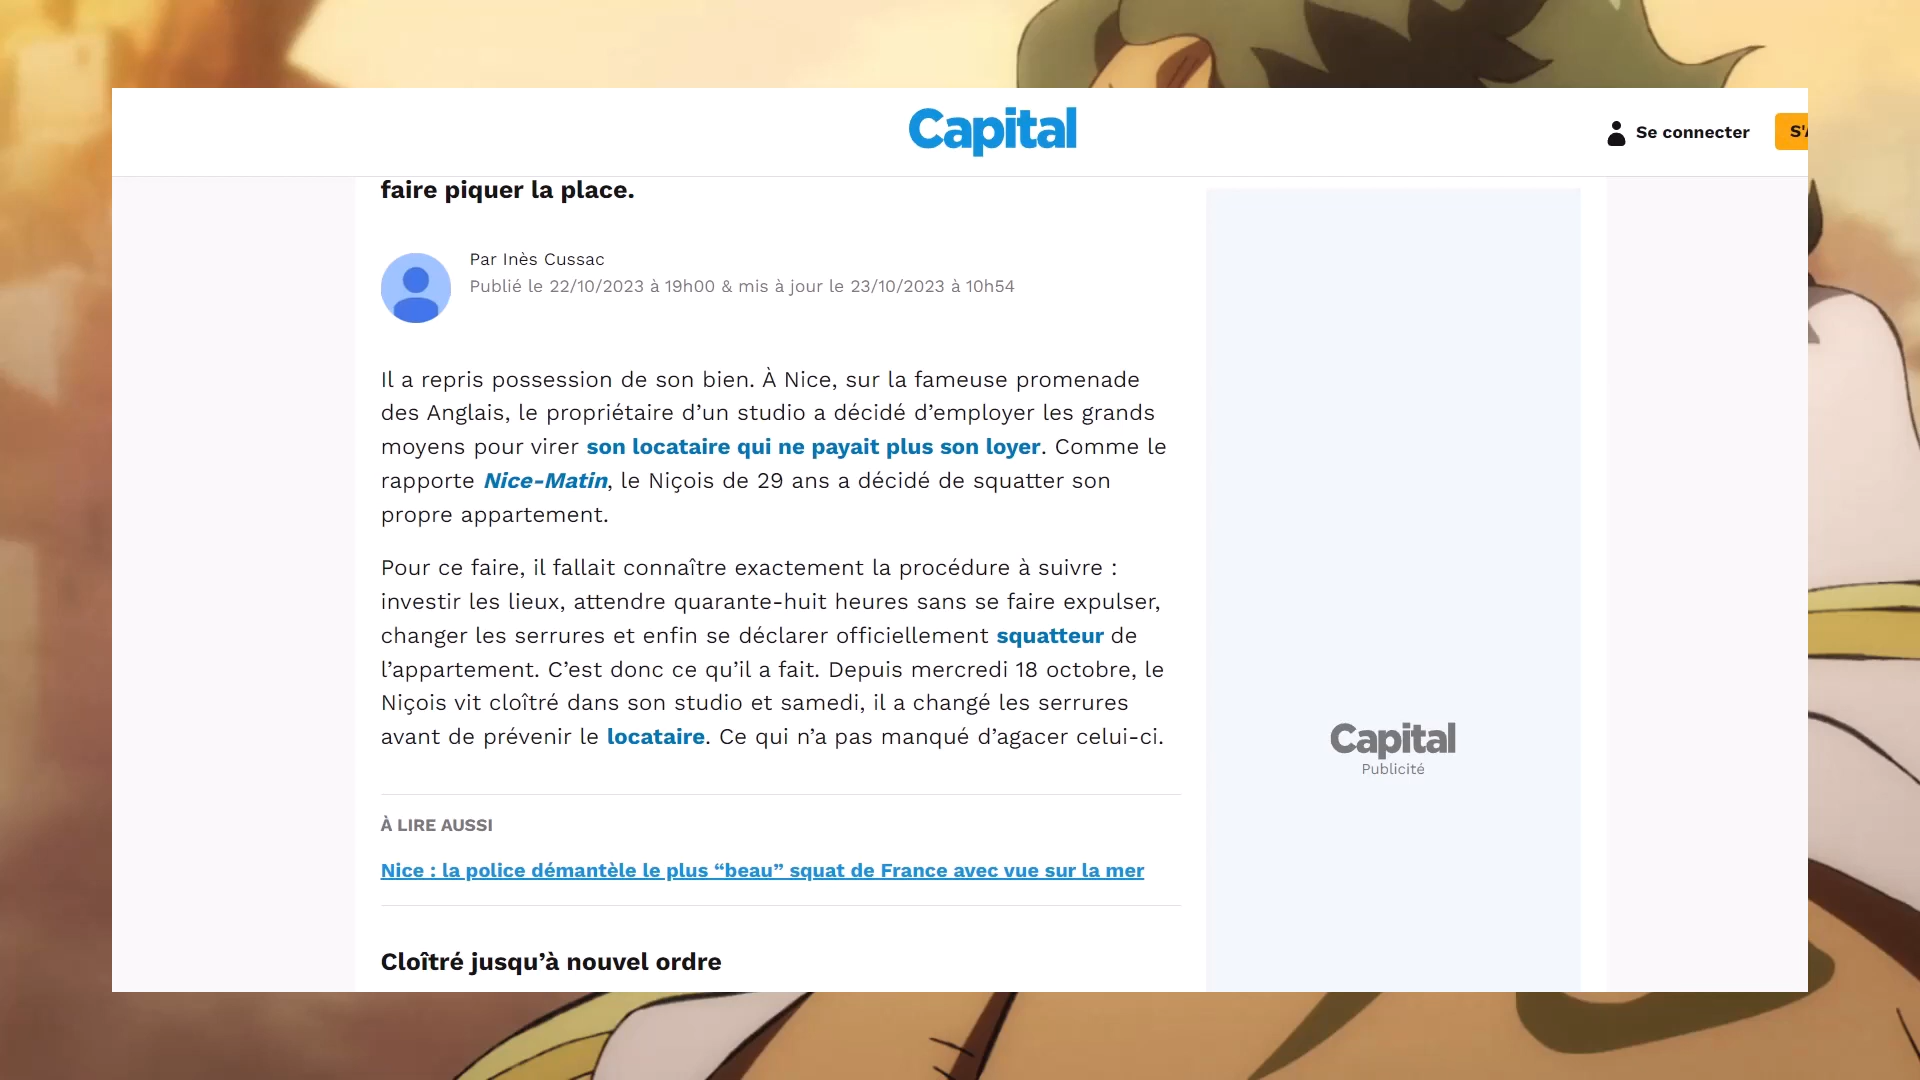 Capital
Se connecter
S'A
faire piquer la place.
Par Inès Cussac
Publié le 22/10/2023 à 19h00 & mis à jour le 23/10/2023 à 10h54
Il a repris possession de son bien. À Nice, sur la fameuse promenade
des Anglais, le propriétaire d’un studio a décidé d’employer les grands
moyens pour virer son locataire qui ne payait plus son loyer. Comme le
rapporte Nice-Matin, le Niçois de 29 ans a décidé de squatter son
propre appartement.
Pour ce faire, il fallait connaître exactement la procédure à suivre :
investir les lieux, attendre quarante-huit heures sans se faire expulser,
changer les serrures et enfin se déclarer officiellement squatteur de
l’appartement. C’est donc ce qu’il a fait. Depuis mercredi 18 octobre, le
Niçois vit cloîtré dans son studio et samedi, il a changé les serrures
avant de prévenir le locataire. Ce qui n’a pas manqué d’agacer celui-ci.
À LIRE AUSSI
Nice : la police démantèle le plus “beau” squat de France avec vue sur la mer
Cloîtré jusqu’à nouvel ordre
Capital
Publicité